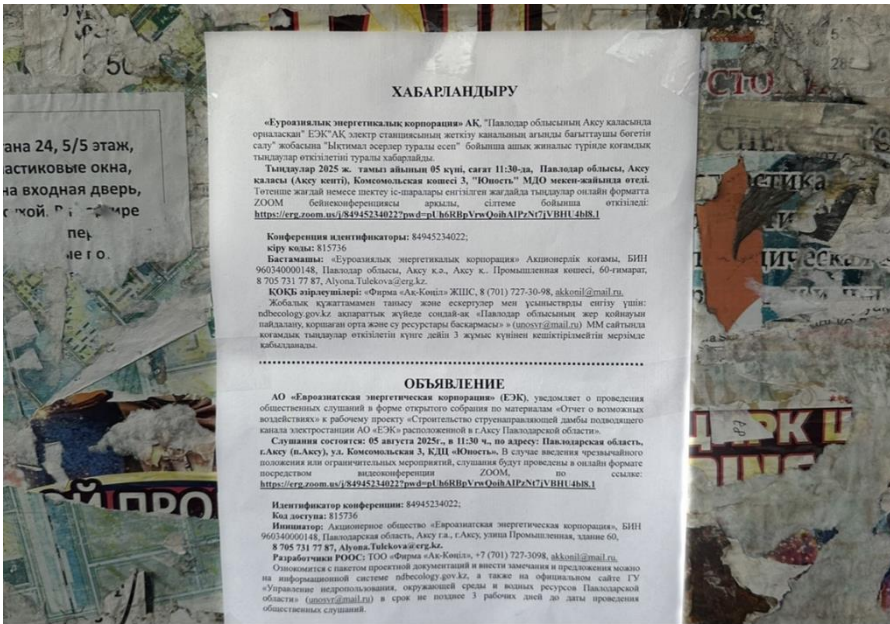 ХАБАРЛАНДЫРУ
«Еуроазиялық энергетикалық корпорация» АҚ, "Павлодар облысының Ақсу қаласында
орналасқан" ЕЭК"АҚ электр станциясының жеткізу каналының ағынды бағыттаушы бөгетін
салу" жобасына "Ықтимал әсерлер туралы есеп" бойынша ашық жиналыс түрінде қоғамдық
тыңдаулар өткізілетіні туралы хабарлайды.
Тыңдаулар 2025 ж. тамыз айының 05 күні, сағат 11:30-да, Павлодар облысы, Ақсу
қаласы (Ақсу кенті), Комсомольская көшесі 3, "Юность" МДО мекен-жайында өтеді.
Төтенше жағдай немесе шектеу іс-шаралары енгізілген жағдайда тыңдаулар онлайн форматта
ZOOM бейнеконференциясы арқылы, сілтеме бойынша өткізіледі:
https://erg.zoom.us/j/84945234022?pwd=pUh6RBpVrwQoihAIPzNt7jVBHU4bI8.1
Конференция идентификаторы: 84945234022;
кіру коды: 815736
Бастамашы: «Еуроазиялық энергетикалық корпорация» Акционерлік қоғамы, БИН
960340000148, Павлодар облысы, Ақсу қ.ә., Ақсу қ.. Промышленная көшесі, 60-ғимарат,
8 705 731 77 87, Alyona.Tulekova@erg.kz.
ҚОҚБ әзірлеушілері: «Фирма «Ақ-Көңіл» ЖШС, 8 (701) 727-30-98, akkonil@mail.ru.
Жобалық құжаттамамен танысу және ескертулер мен ұсыныстарды енгізу үшін:
ndbecology.gov.kz ақпараттық жүйеде сондай-ақ «Павлодар облысының жер қойнауын
пайдалану, қоршаған орта және су ресурстары басқармасы» » (unosvr@mail.ru) ММ сайтында
қоғамдық тыңдаулар өткізілетін күнге дейін 3 жұмыс күнінен кешіктірілмейтін мерзімде
қабылданады.
ОБЪЯВЛЕНИЕ
АО «Евроазиатская энергетическая корпорация» (ЕЭК), уведомляет о проведении
общественных слушаний в форме открытого собрания по материалам «Отчет о возможных
воздействиях» к рабочему проекту «Строительство струенаправляющей дамбы подводящего
канала электростанции АО «ЕЭК» расположенной в г.Аксу Павлодарской области».
Слушания состоятся: 05 августа 2025г., в 11:30 ч., по адресу: Павлодарская область,
г.Аксу (п.Аксу), ул. Комсомольская 3, КДЦ «Юность». В случае введения чрезвычайного
положения или ограничительных мероприятий, слушания будут проведены в онлайн формате
посредством видеоконференции ZOOM, по ссылке:
https://erg.zoom.us/j/84945234022?pwd=pUh6RBpVrwQoihAIPzNt7jVBHU4bI8.1
Идентификатор конференции: 84945234022;
Код доступа: 815736
Инициатор: Акционерное общество «Евроазиатская энергетическая корпорация», БИН
960340000148, Павлодарская область, Аксу г.а., г.Аксу, улица Промышленная, здание 60,
8 705 731 77 87, Alyona.Tulekova@erg.kz.
Разработчики РООС: ТОО «Фирма «Ақ-Көңіл», +7 (701) 727-3098, akkonil@mail.ru.
Ознакомится с пакетом проектной документаций и внести замечания и предложения можно
на информационной системе ndbecology.gov.kz, а также на официальном сайте ГУ
«Управление недропользования, окружающей среды и водных ресурсов Павлодарской
области» (unosvr@mail.ru) в срок не позднее 3 рабочих дней до даты проведения
общественных слушаний.
тана 24, 5/5 этаж,
ластиковые окна,
на входная дверь,